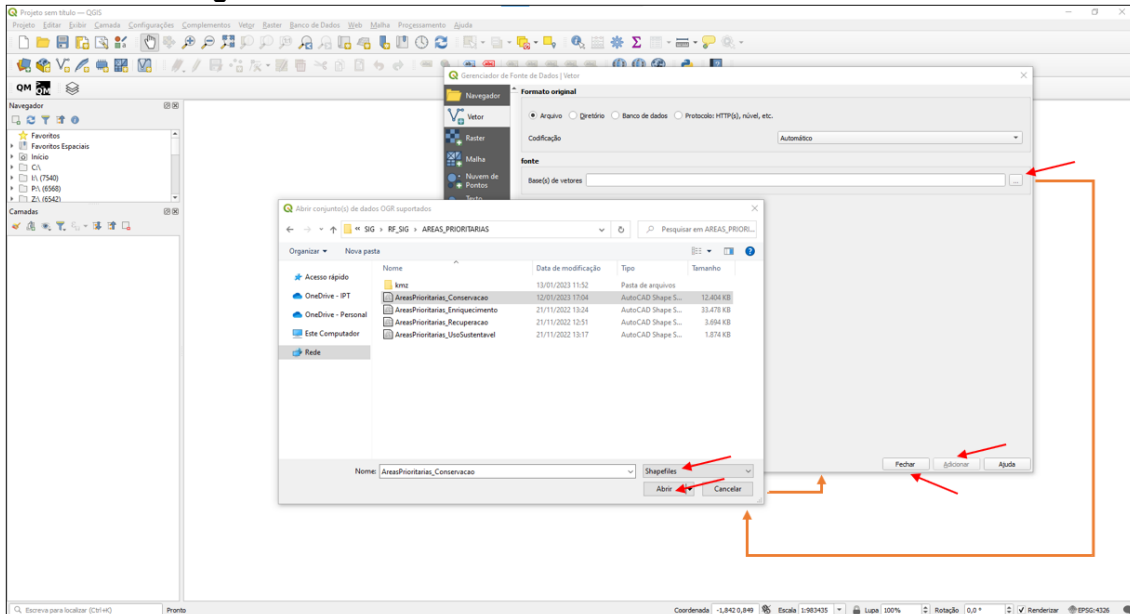 Projeto sem título — QGIS
Projeto Editar Exibir Camada Configurações Complementos Vetor Raster Banco de Dados Web Malha Processamento Ajuda
QM QM
Navegador
Favoritos
Favoritos Espaciais
Início
C:\
I:\ (7540)
P:\ (6568)
Z:\ (6542)
Camadas
Gerenciador de Fonte de Dados | Vetor
Navegador
Vetor
Raster
Malha
Nuvem de
Pontos
Texto
Formato original
Arquivo Diretório Banco de dados Protocolo: HTTP(s), núvel, etc.
Codificação Automático
fonte
Base(s) de vetores ...
Fechar Adicionar Ajuda
Abrir conjunto(s) de dados OGR suportados
« SIG > RF_SIG > AREAS_PRIORITARIAS Pesquisar em AREAS_PRIORI...
Organizar Nova pasta
Acesso rápido
OneDrive - IPT
OneDrive - Personal
Este Computador
Rede
Nome Data de modificação Tipo Tamanho
kmz 13/01/2023 11:52 Pasta de arquivos
AreasPrioritarias_Conservacao 12/01/2023 17:04 AutoCAD Shape S... 12.404 KB
AreasPrioritarias_Enriquecimento 21/11/2022 13:24 AutoCAD Shape S... 33.478 KB
AreasPrioritarias_Recuperacao 21/11/2022 12:51 AutoCAD Shape S... 3.694 KB
AreasPrioritarias_UsoSustentavel 21/11/2022 13:17 AutoCAD Shape S... 1.874 KB
Nome: AreasPrioritarias_Conservacao Shapefiles
Abrir Cancelar
Escreva para localizar (Ctrl+K) Pronto Coordenada -1,842 0,849 Escala 1:983435 Lupa 100% Rotação 0,0 ° Renderizar EPSG:4326